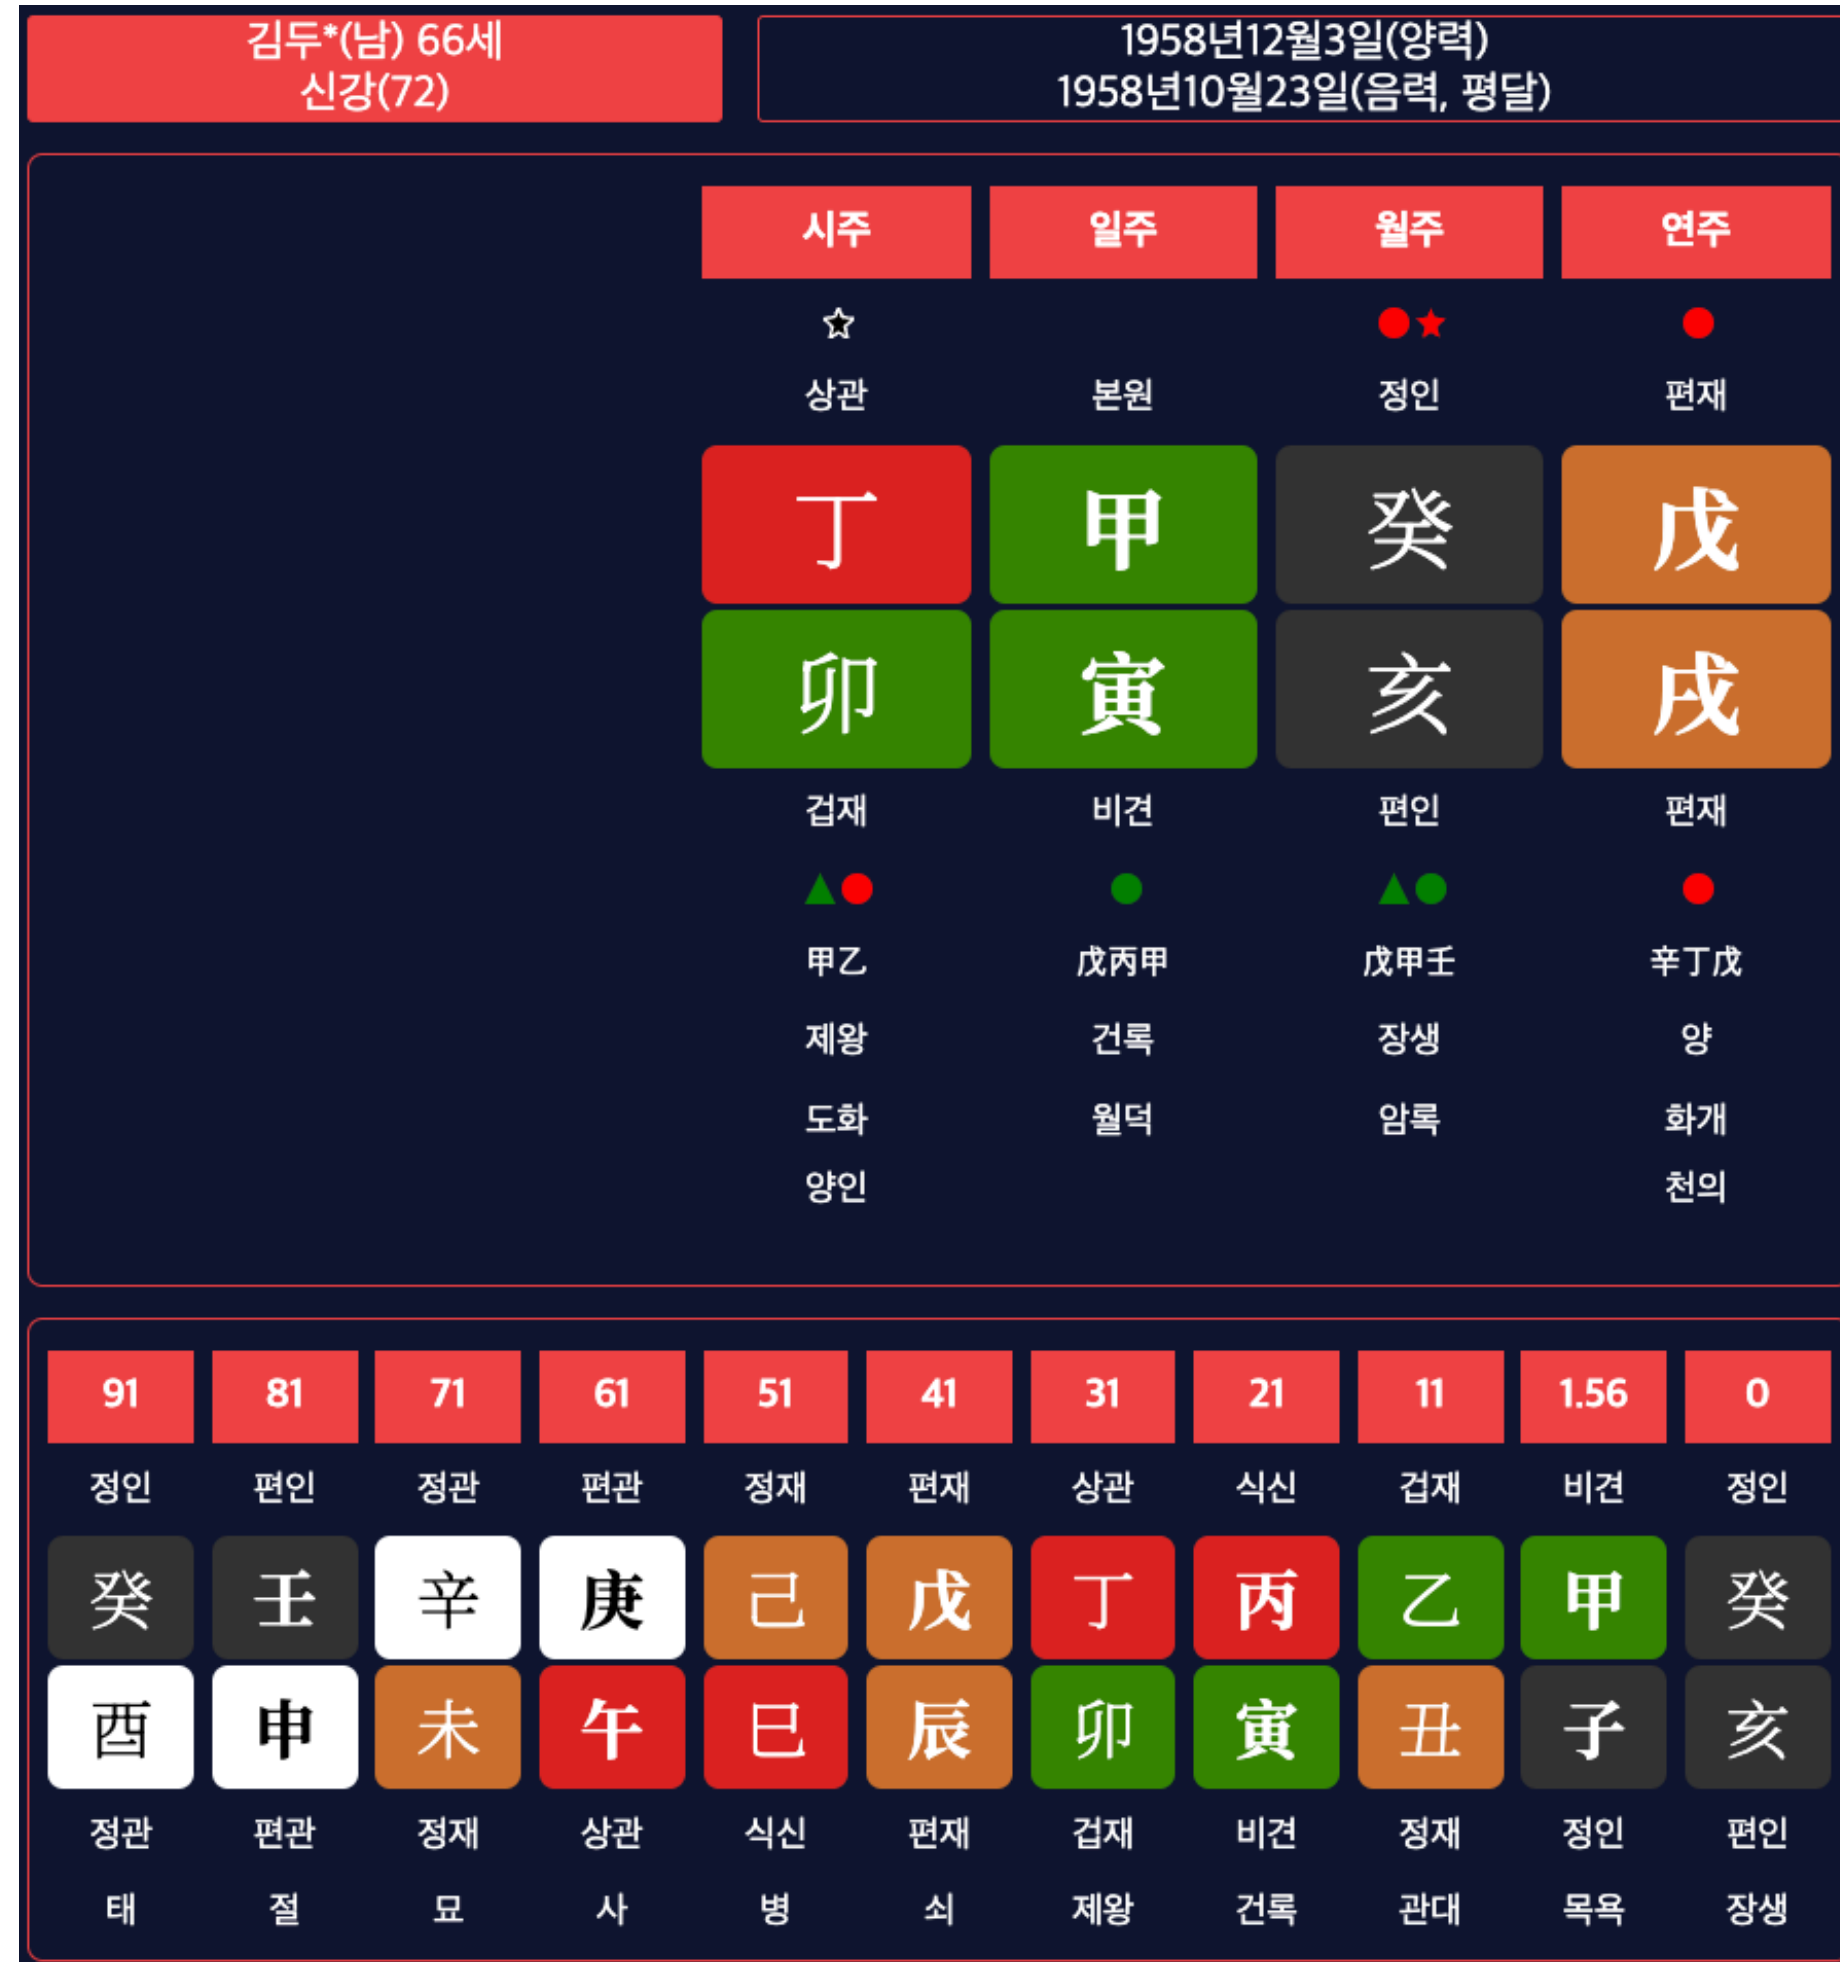 김두*(남) 66세
신강(72)
1958년12월3일(양력)
1958년10월23일(음력, 평달)
시주 일주 월주 연주
☆ ●★ ●
상관 본원 정인 편재
丁 甲 癸 戊
卯 寅 亥 戌
겁재 비견 편인 편재
▲● ● ▲● ●
甲乙 戊丙甲 戊甲壬 辛丁戊
제왕 건록 장생 양
도화 월덕 암록 화개
양인 천의
91 81 71 61 51 41 31 21 11 1.56 0
정인 편인 정관 편관 정재 편재 상관 식신 겁재 비견 정인
癸 壬 辛 庚 己 戊 丁 丙 乙 甲 癸
酉 申 未 午 巳 辰 卯 寅 丑 子 亥
정관 편관 정재 상관 식신 편재 겁재 비견 정재 정인 편인
태 절 묘 사 병 쇠 제왕 건록 관대 목욕 장생